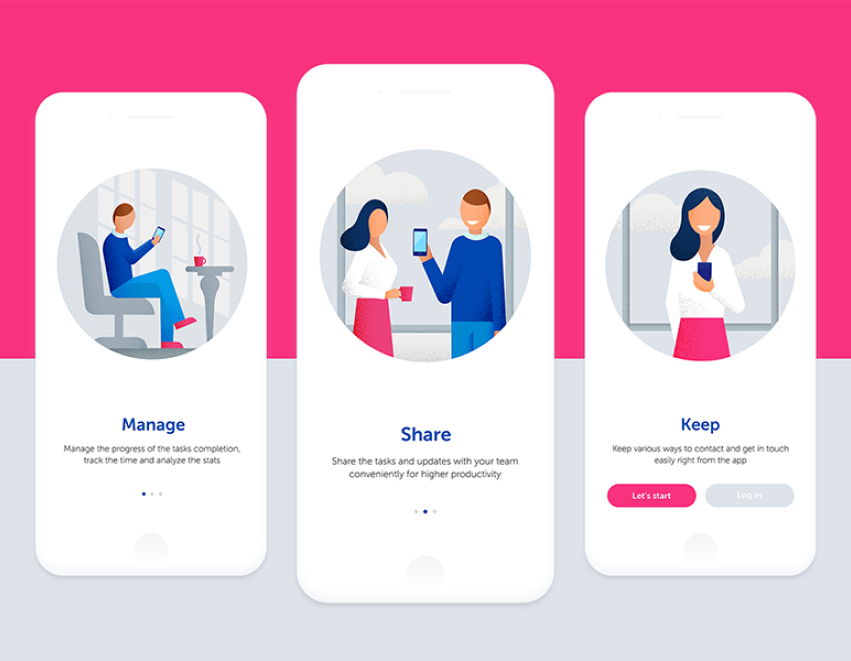 Manage
Manage the progress of the tasks completion,
track the time and analyze the stats
Share
Share the tasks and updates with your team
conveniently for higher productivity
Keep
Keep various ways to contact and get in touch
easily right from the app
Let's start
Log in